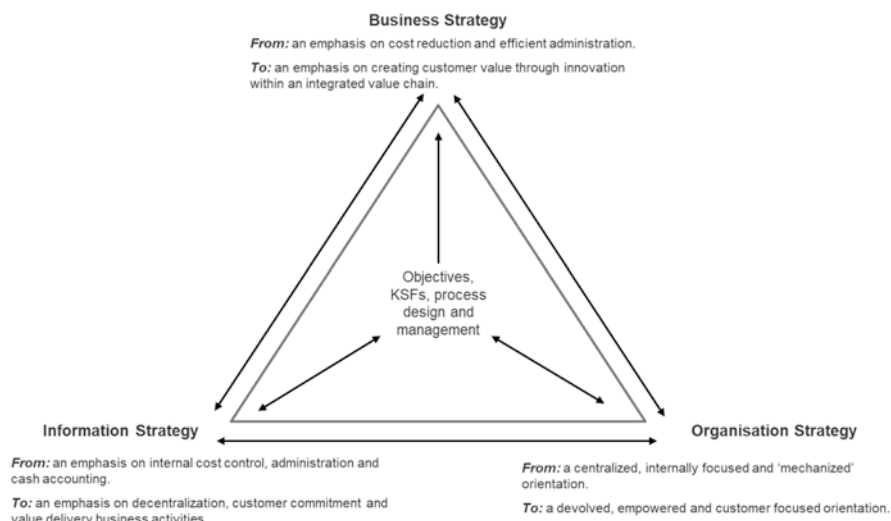 Business Strategy
From: an emphasis on cost reduction and efficient administration.
To: an emphasis on creating customer value through innovation
within an integrated value chain.
Objectives,
KSFs, process
design and
management
Information Strategy
From: an emphasis on internal cost control, administration and
cash accounting.
To: an emphasis on decentralization, customer commitment and
value delivery business activities
Organisation Strategy
From: a centralized, internally focused and ‘mechanized’
orientation.
To: a devolved, empowered and customer focused orientation.